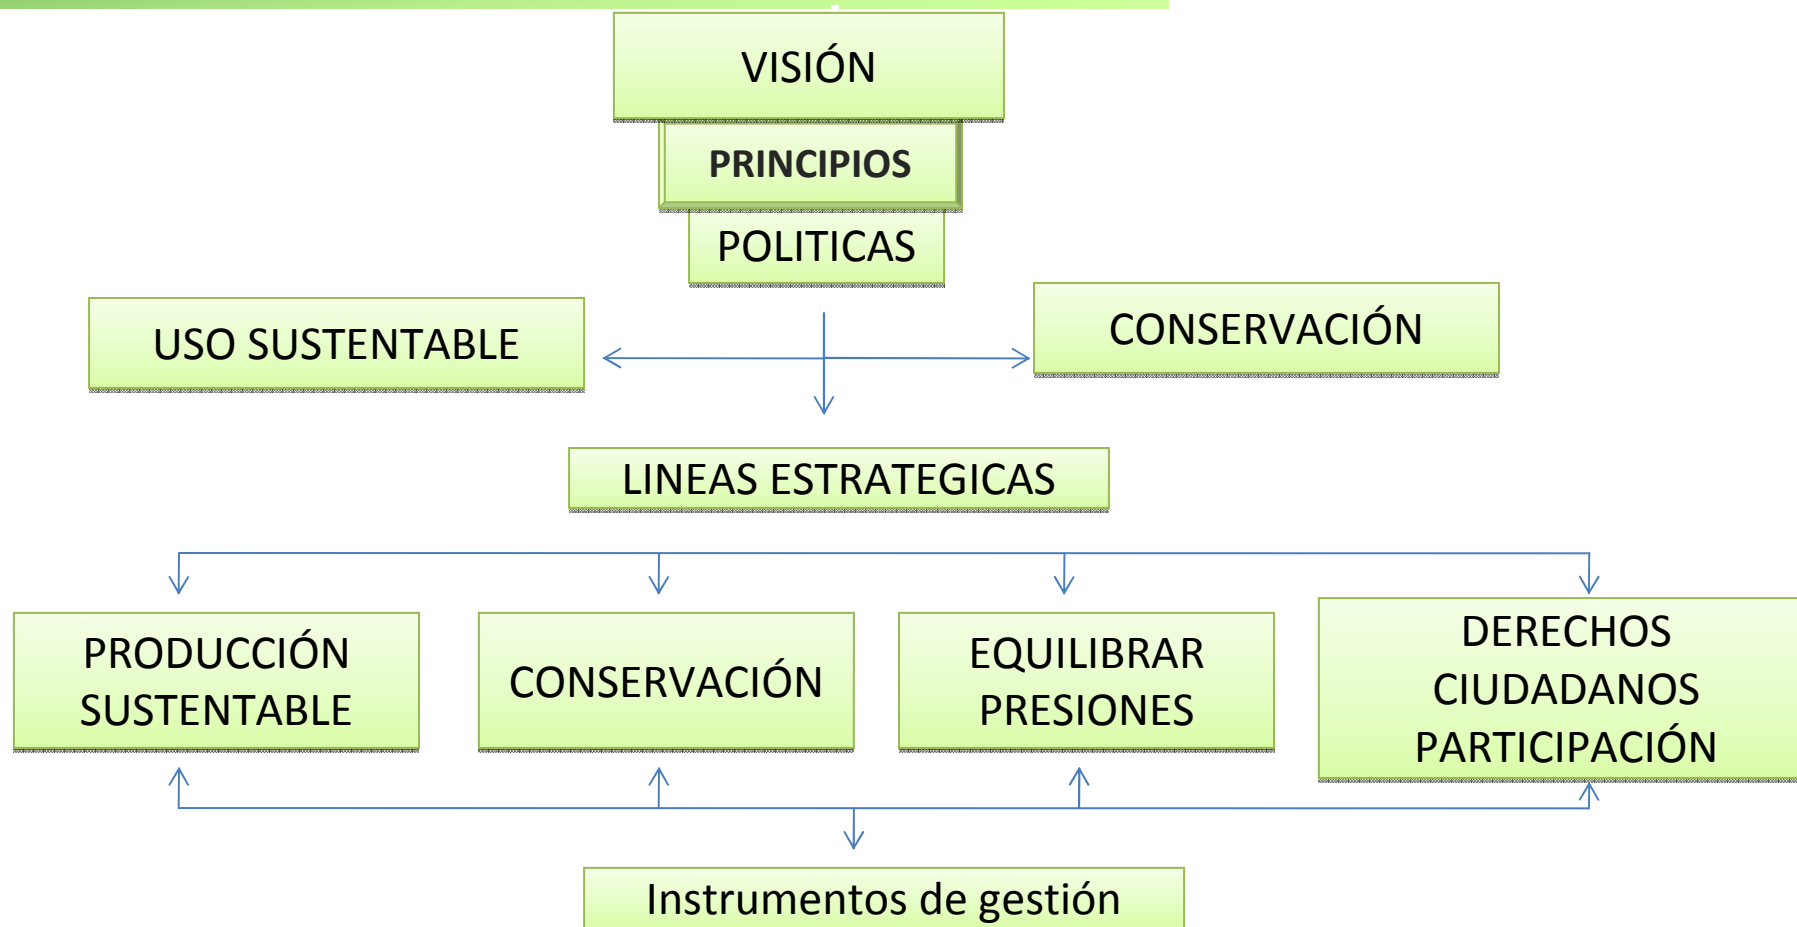 VISIÓN
PRINCIPIOS
POLITICAS
USO SUSTENTABLE
CONSERVACIÓN
LINEAS ESTRATEGICAS
PRODUCCIÓN
SUSTENTABLE
CONSERVACIÓN
EQUILIBRAR
PRESIONES
DERECHOS
CIUDADANOS
PARTICIPACIÓN
Instrumentos de gestión